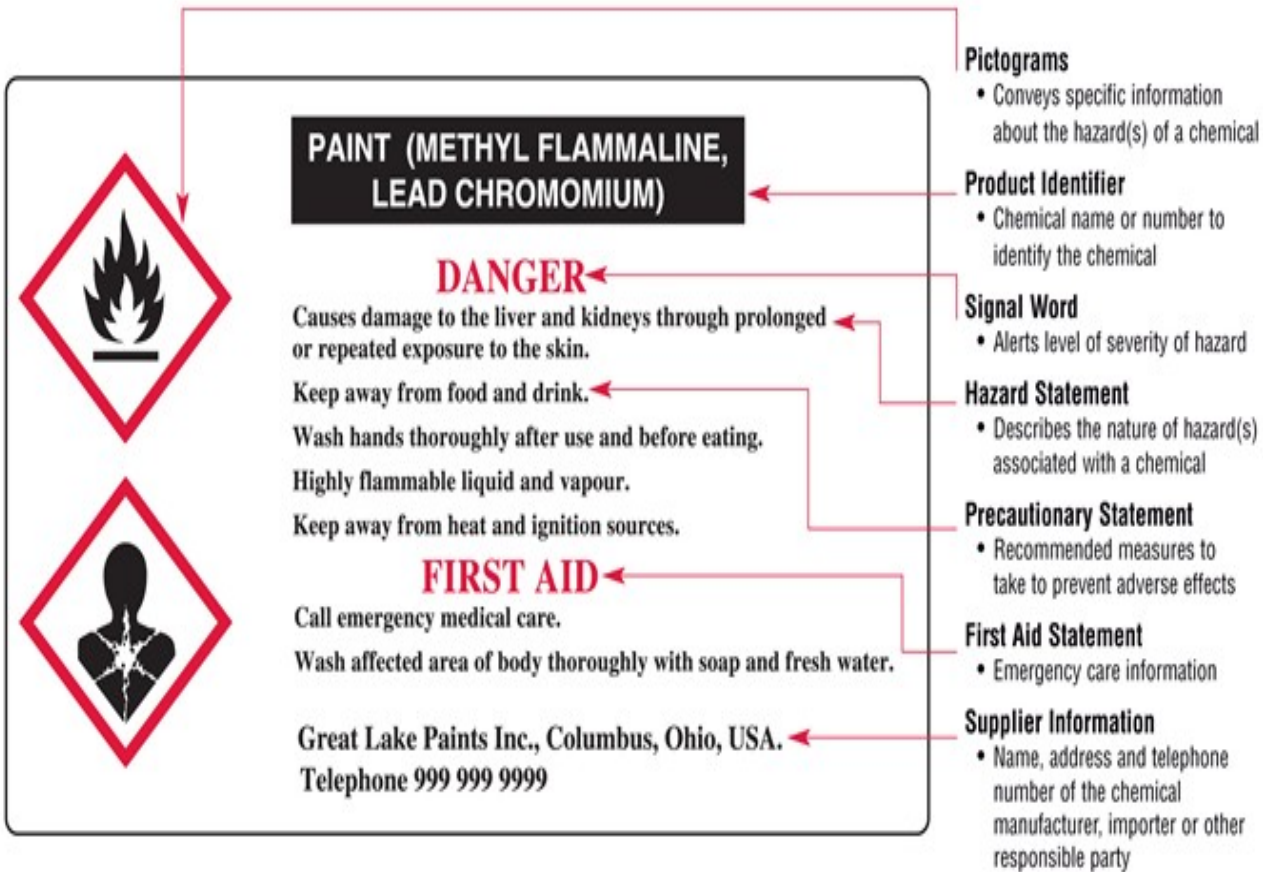 PAINT (METHYL FLAMMALINE,
LEAD CHROMOMIUM)
DANGER
Causes damage to the liver and kidneys through prolonged
or repeated exposure to the skin.
Keep away from food and drink.
Wash hands thoroughly after use and before eating.
Highly flammable liquid and vapour.
Keep away from heat and ignition sources.
FIRST AID
Call emergency medical care.
Wash affected area of body thoroughly with soap and fresh water.
Great Lake Paints Inc., Columbus, Ohio, USA.
Telephone 999 999 9999
Pictograms
• Conveys specific information
about the hazard(s) of a chemical
Product Identifier
• Chemical name or number to
identify the chemical
Signal Word
• Alerts level of severity of hazard
Hazard Statement
• Describes the nature of hazard(s)
associated with a chemical
Precautionary Statement
• Recommended measures to
take to prevent adverse effects
First Aid Statement
• Emergency care information
Supplier Information
• Name, address and telephone
number of the chemical
manufacturer, importer or other
responsible party